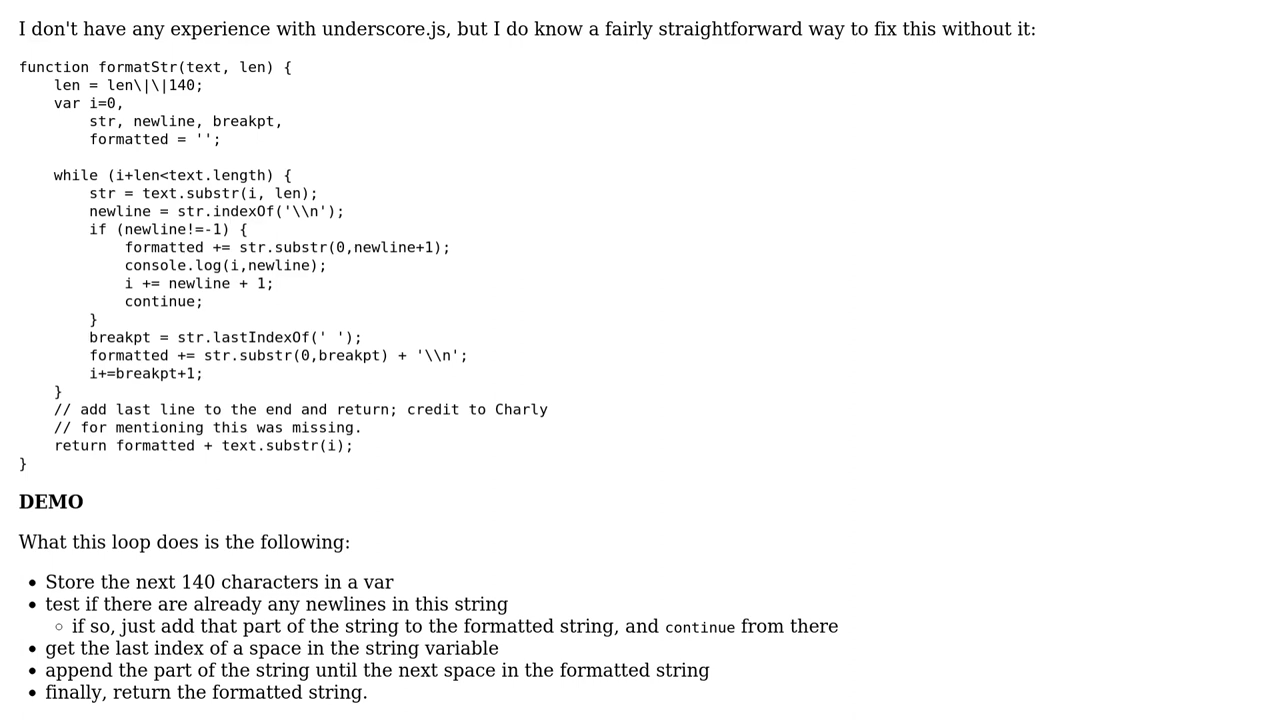 I don't have any experience with underscore.js, but I do know a fairly straightforward way to fix this without it:
function formatStr(text, len) {
    len = len\|\|140;
    var i=0,
        str, newline, breakpt,
        formatted = '';

    while (i+len<text.length) {
        str = text.substr(i, len);
        newline = str.indexOf('\\n');
        if (newline!=-1) {
            formatted += str.substr(0,newline+1);
            console.log(i,newline);
            i += newline + 1;
            continue;
        }
        breakpt = str.lastIndexOf(' ');
        formatted += str.substr(0,breakpt) + '\\n';
        i+=breakpt+1;
    }
    // add last line to the end and return; credit to Charly
    // for mentioning this was missing.
    return formatted + text.substr(i);
}
DEMO
What this loop does is the following:
• Store the next 140 characters in a var
• test if there are already any newlines in this string
◦ if so, just add that part of the string to the formatted string, and continue from there
• get the last index of a space in the string variable
• append the part of the string until the next space in the formatted string
• finally, return the formatted string.